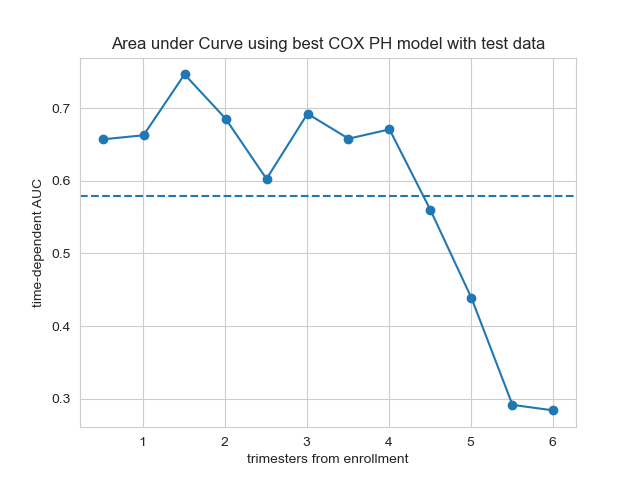 Area under Curve using best COX PH model with test data
time-dependent AUC
0.7
0.6
0.5
0.4
0.3
1 2 3 4 5 6
trimesters from enrollment